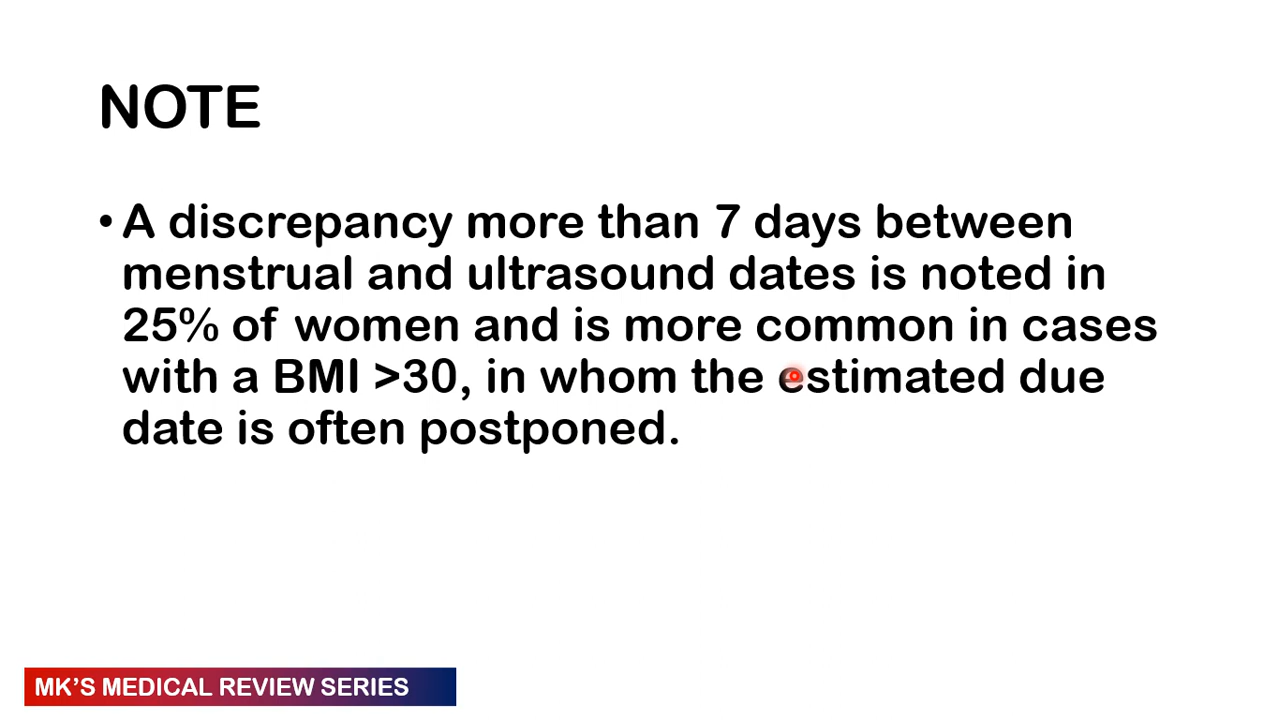 NOTE
• A discrepancy more than 7 days between
menstrual and ultrasound dates is noted in
25% of women and is more common in cases
with a BMI >30, in whom the estimated due
date is often postponed.
MK’S MEDICAL REVIEW SERIES